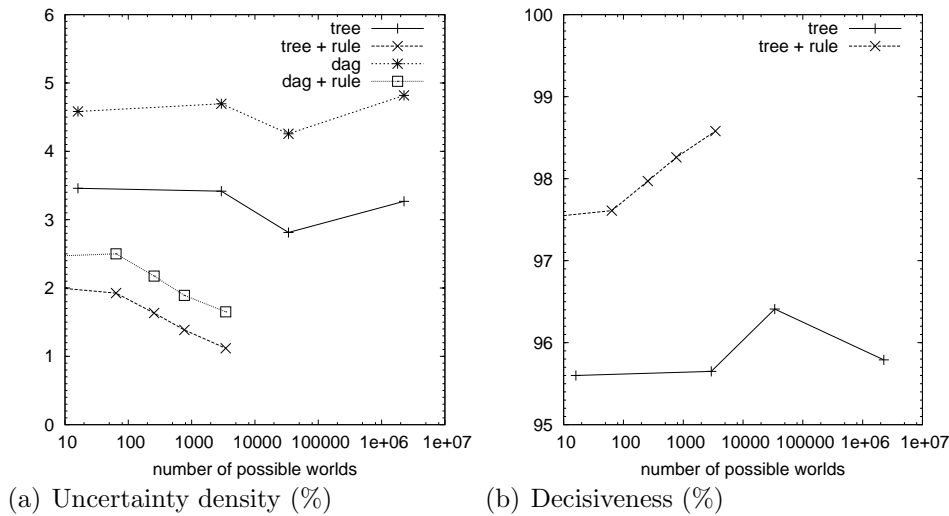 6
5
4
3
2
1
0
10 100 1000 10000 100000 1e+06 1e+07
number of possible worlds
tree
tree + rule
dag
dag + rule
(a) Uncertainty density (%)
100
99
98
97
96
95
10 100 1000 10000 100000 1e+06 1e+07
number of possible worlds
tree
tree + rule
(b) Decisiveness (%)